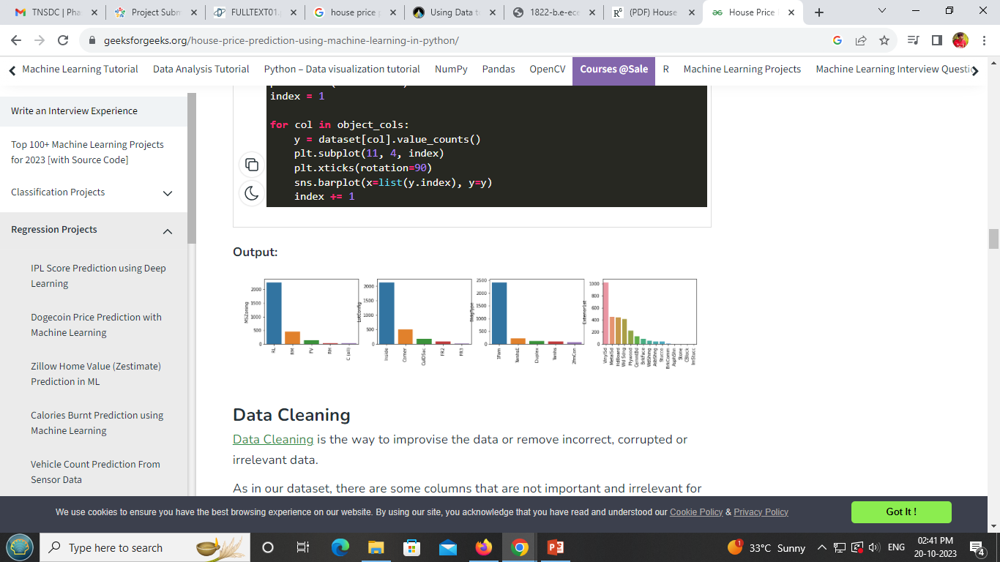 TNSDC | Pha
Project Subm
FULLTEXT01.
house price
Using Data t
1822-b.e-ece
(PDF) House
House Price
geeksforgeeks.org/house-price-prediction-using-machine-learning-in-python/
Machine Learning Tutorial Data Analysis Tutorial Python – Data visualization tutorial NumPy Pandas OpenCV Courses @Sale R Machine Learning Projects Machine Learning Interview Questio
Write an Interview Experience
Top 100+ Machine Learning Projects
for 2023 [with Source Code]
Classification Projects
Regression Projects
IPL Score Prediction using Deep
Learning
Dogecoin Price Prediction with
Machine Learning
Zillow Home Value (Zestimate)
Prediction in ML
Calories Burnt Prediction using
Machine Learning
Vehicle Count Prediction From
Sensor Data
index = 1
for col in object_cols:
y = dataset[col].value_counts()
plt.subplot(11, 4, index)
plt.xticks(rotation=90)
sns.barplot(x=list(y.index), y=y)
index += 1
Output:
MSZoning
2000
1500
1000
500
0
RL
RM
FV
RH
C (all)
LotConfig
2000
1500
1000
500
0
Inside
Corner
CulDSac
FR2
FR3
BldgType
2500
2000
1500
1000
500
0
1Fam
TwnhsE
Duplex
Twnhs
2fmCon
Exterior1st
1000
800
600
400
200
0
VinylSd
MetalSd
HdBoard
Wd Sdng
Plywood
CemntBd
BrkFace
WdShing
AsbShng
Stucco
BrkComm
AsphShn
Stone
CBlock
ImStucc
Data Cleaning
Data Cleaning is the way to improvise the data or remove incorrect, corrupted or
irrelevant data.
As in our dataset, there are some columns that are not important and irrelevant for
We use cookies to ensure you have the best browsing experience on our website. By using our site, you acknowledge that you have read and understood our Cookie Policy & Privacy Policy
Got It !
Type here to search
1
33°C Sunny
ENG
02:41 PM
20-10-2023
4